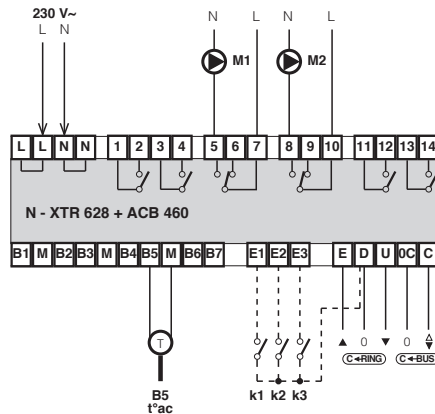 230 V~
L N N L N L
M1 M2
L L N N 1 2 3 4 5 6 7 8 9 10 11 12 13 14
N - XTR 628 + ACB 460
B1 M B2 B3 M B4 B5 M B6 B7 E1 E2 E3 E D U 0C C
T
▲ 0 ▼ 0
C◄RING C◄BUS
k1 k2 k3
B5
t°ac